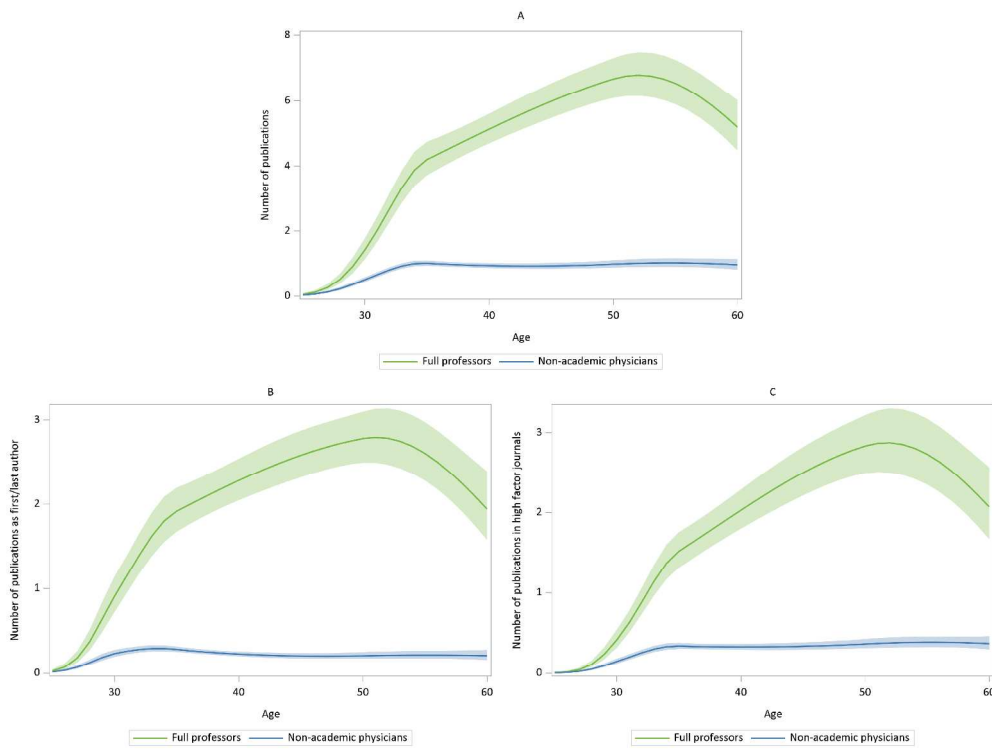 A
Number of publications
8
6
4
2
0
30 40 50 60
Age
Full professors Non-academic physicians
B
Number of publications as first/last author
3
2
1
0
30 40 50 60
Age
Full professors Non-academic physicians
C
Number of publications in high factor journals
3
2
1
0
30 40 50 60
Age
Full professors Non-academic physicians